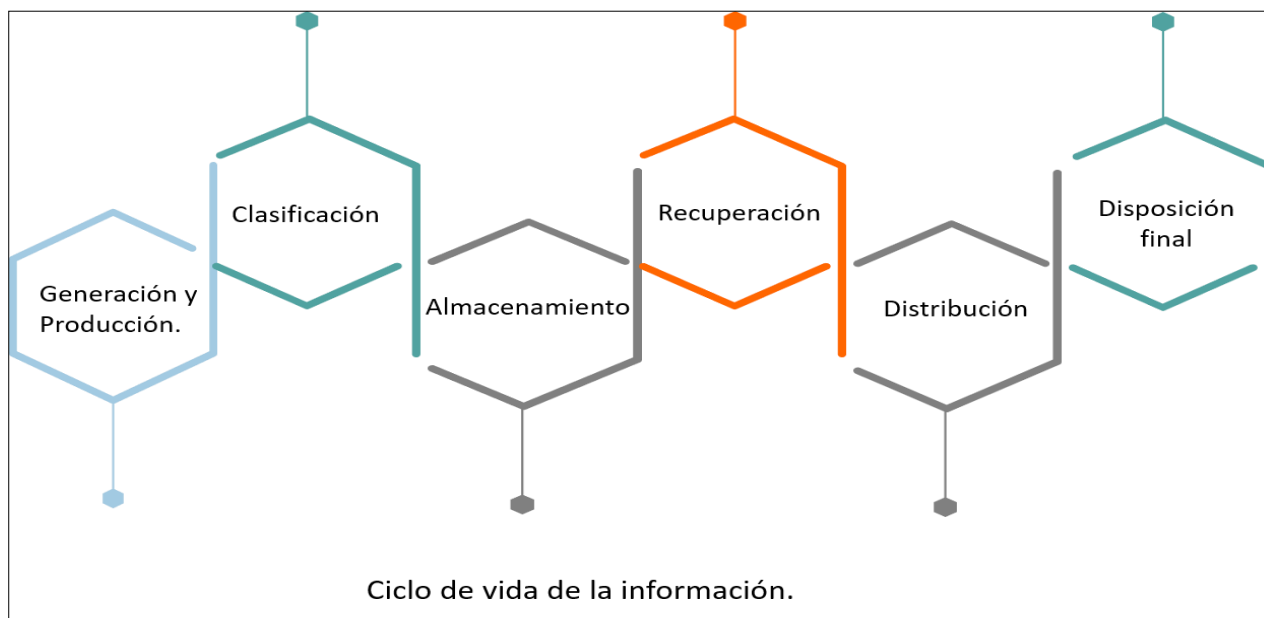 Generación y
Producción.
Clasificación
Almacenamiento
Recuperación
Distribución
Disposición
final
Ciclo de vida de la información.